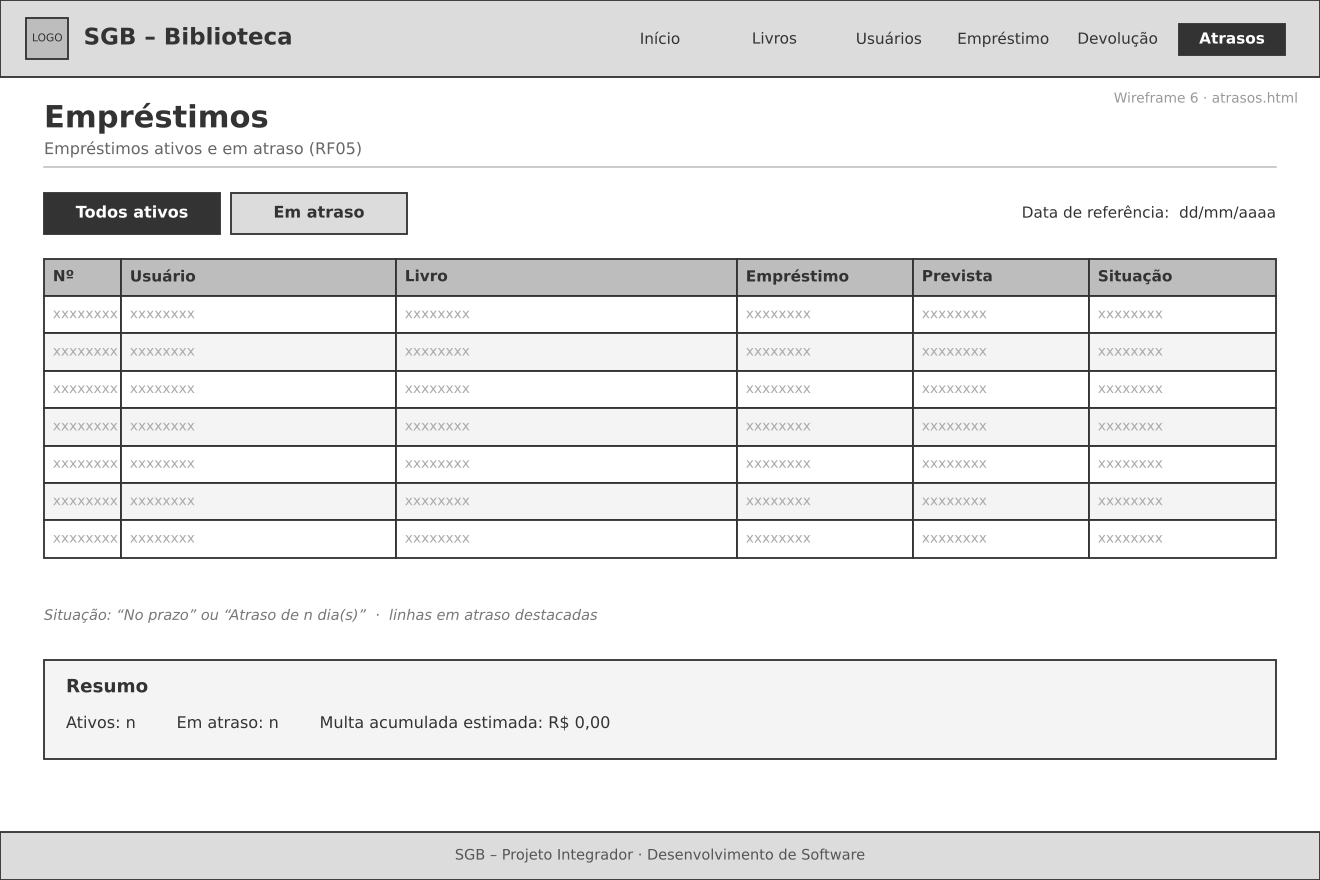 LOGO SGB – Biblioteca Início Livros Usuários Empréstimo Devolução Atrasos
Wireframe 6 · atrasos.html
Empréstimos
Empréstimos ativos e em atraso (RF05)
Todos ativos Em atraso Data de referência: dd/mm/aaaa
Nº Usuário Livro Empréstimo Prevista Situação
xxxxxxxx xxxxxxxx xxxxxxxx xxxxxxxx xxxxxxxx xxxxxxxx
xxxxxxxx xxxxxxxx xxxxxxxx xxxxxxxx xxxxxxxx xxxxxxxx
xxxxxxxx xxxxxxxx xxxxxxxx xxxxxxxx xxxxxxxx xxxxxxxx
xxxxxxxx xxxxxxxx xxxxxxxx xxxxxxxx xxxxxxxx xxxxxxxx
xxxxxxxx xxxxxxxx xxxxxxxx xxxxxxxx xxxxxxxx xxxxxxxx
xxxxxxxx xxxxxxxx xxxxxxxx xxxxxxxx xxxxxxxx xxxxxxxx
xxxxxxxx xxxxxxxx xxxxxxxx xxxxxxxx xxxxxxxx xxxxxxxx
Situação: “No prazo” ou “Atraso de n dia(s)” · linhas em atraso destacadas
Resumo
Ativos: n Em atraso: n Multa acumulada estimada: R$ 0,00
SGB – Projeto Integrador · Desenvolvimento de Software